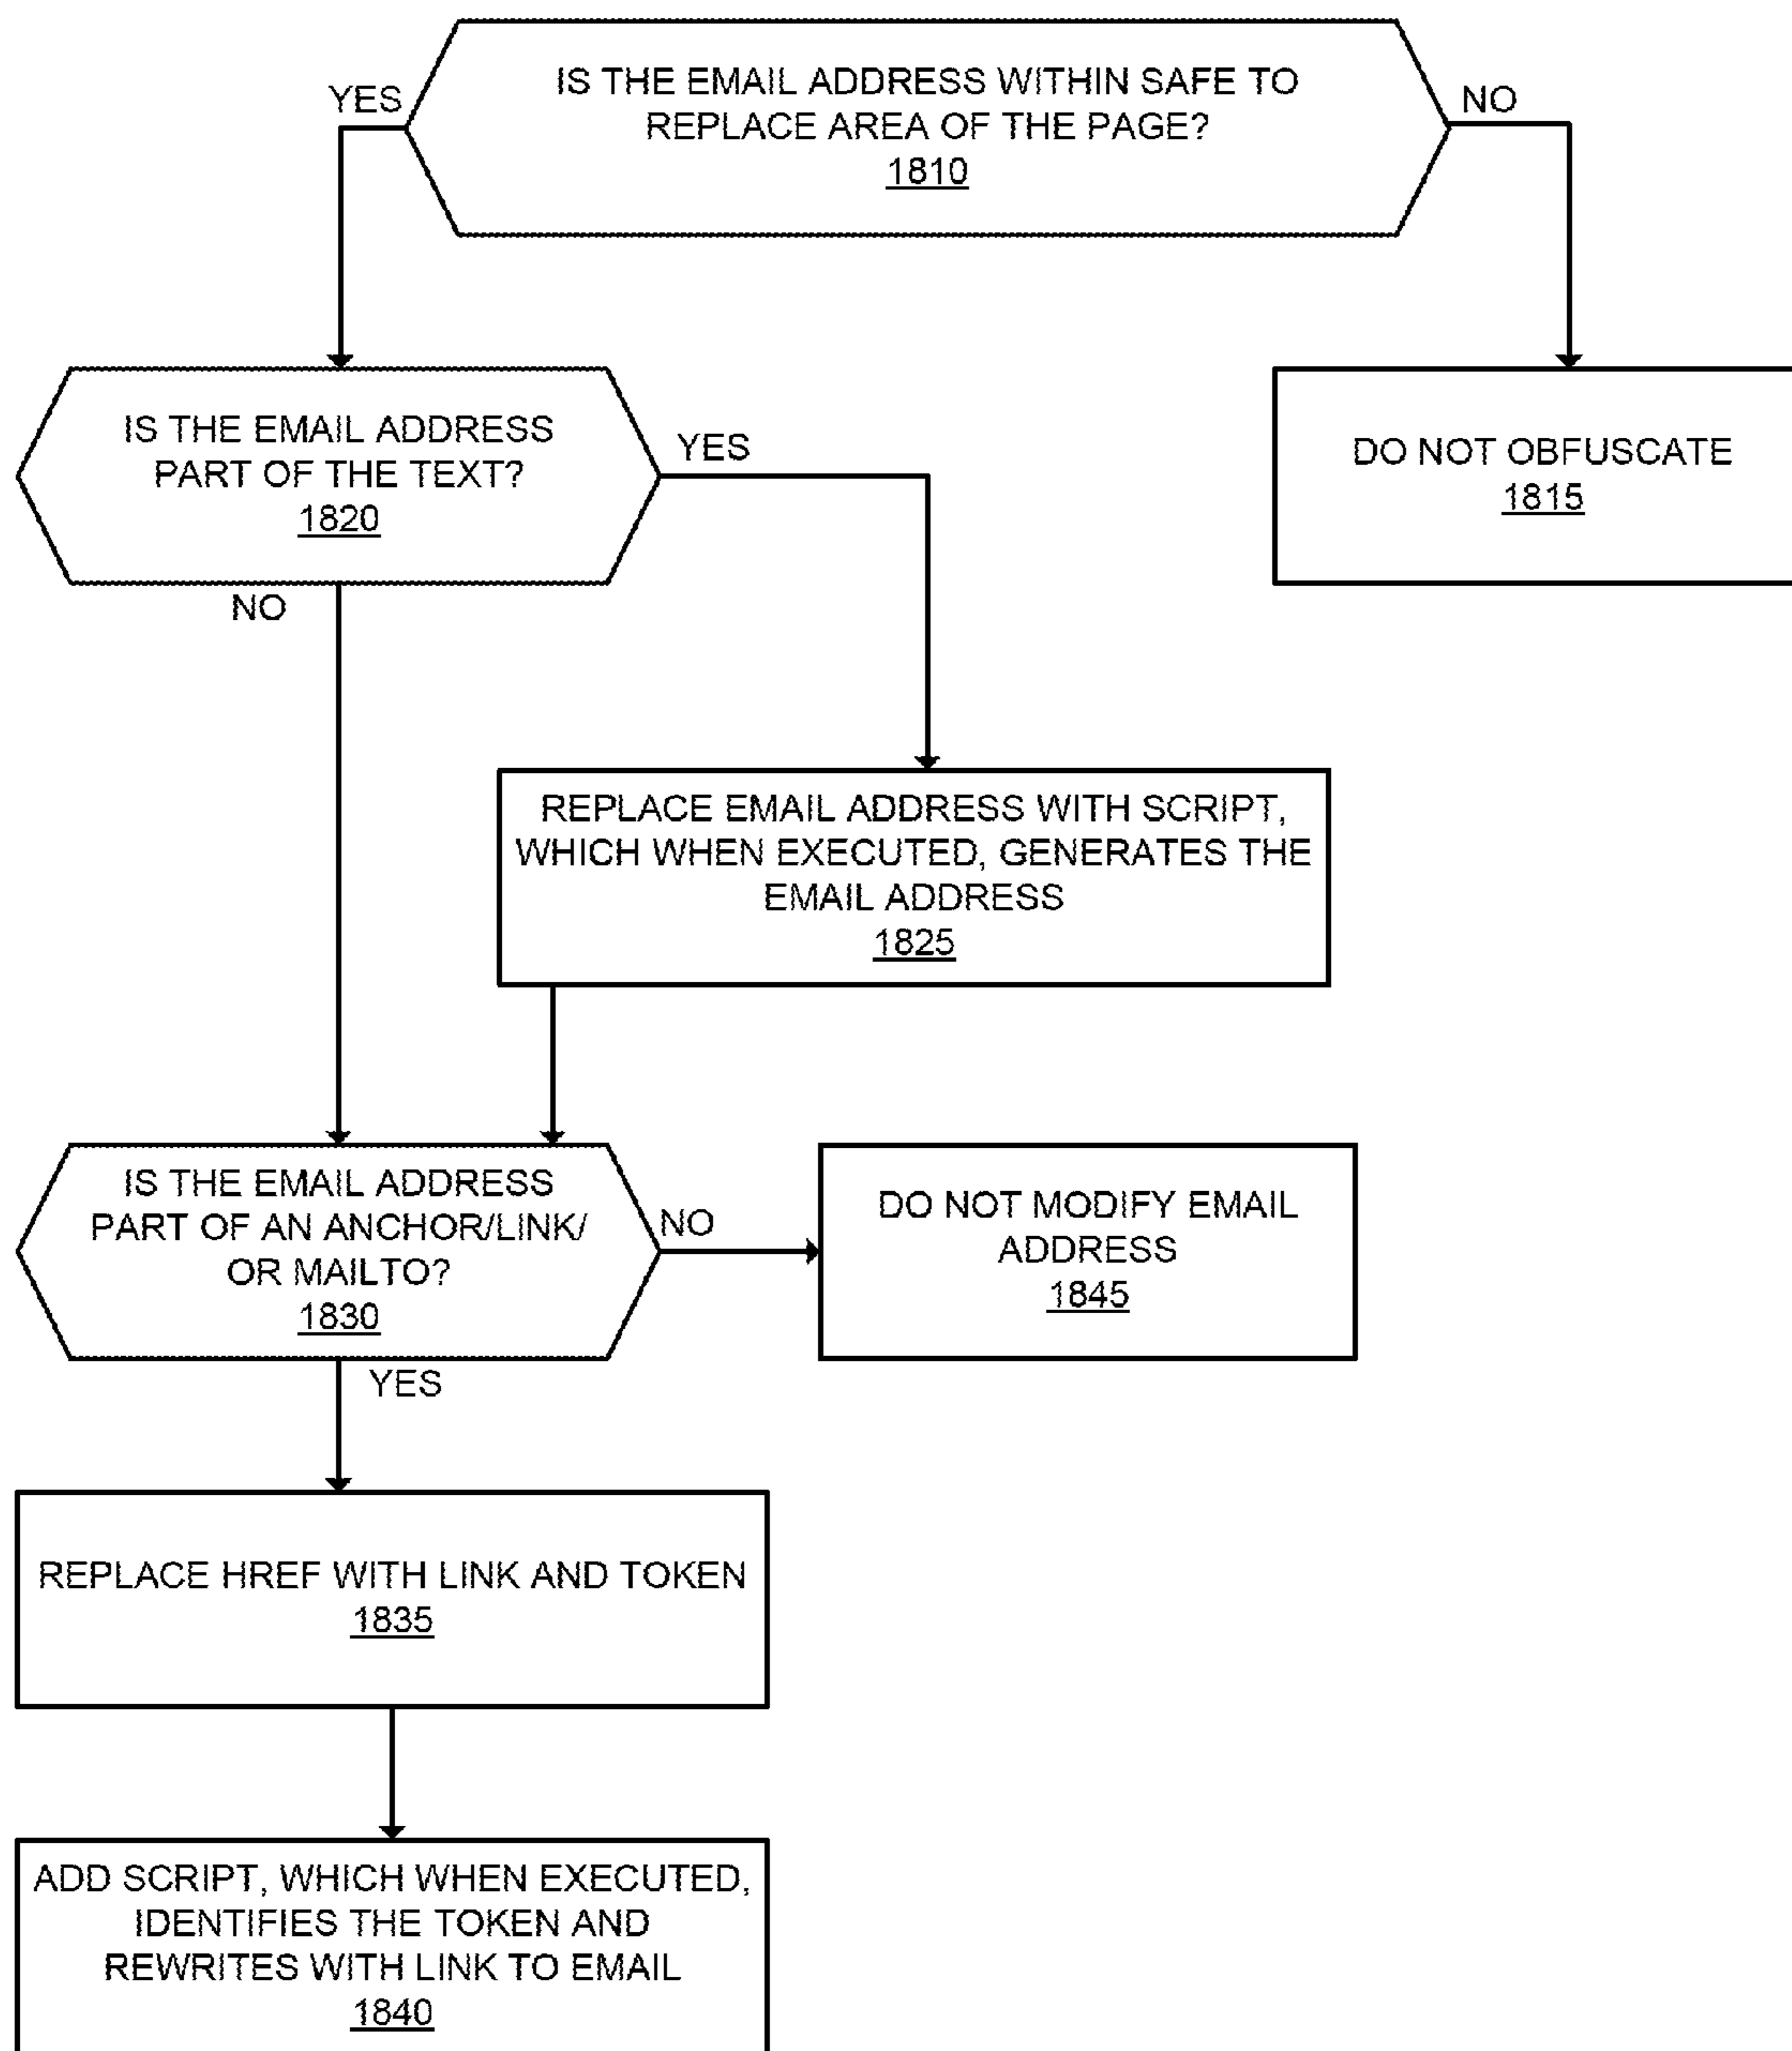 IS THE EMAIL ADDRESS WITHIN SAFE TO
REPLACE AREA OF THE PAGE?
1810
YES
NO
IS THE EMAIL ADDRESS
PART OF THE TEXT?
1820
YES
NO
DO NOT OBFUSCATE
1815
REPLACE EMAIL ADDRESS WITH SCRIPT,
WHICH WHEN EXECUTED, GENERATES THE
EMAIL ADDRESS
1825
IS THE EMAIL ADDRESS
PART OF AN ANCHOR/LINK/
OR MAILTO?
1830
NO
YES
DO NOT MODIFY EMAIL
ADDRESS
1845
REPLACE HREF WITH LINK AND TOKEN
1835
ADD SCRIPT, WHICH WHEN EXECUTED,
IDENTIFIES THE TOKEN AND
REWRITES WITH LINK TO EMAIL
1840